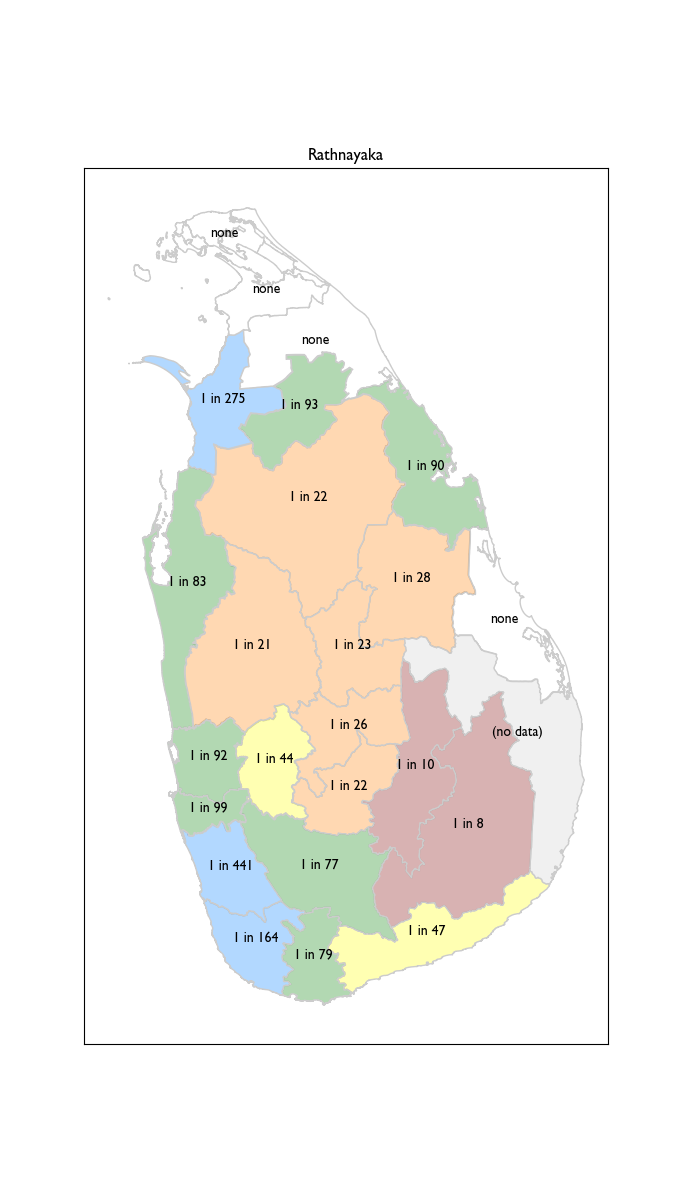 Rathnayaka
none
none
none
1 in 275
1 in 93
1 in 90
1 in 22
1 in 28
1 in 83
none
1 in 21
1 in 23
1 in 26
(no data)
1 in 92
1 in 44
1 in 10
1 in 22
1 in 99
1 in 8
1 in 441
1 in 77
1 in 47
1 in 164
1 in 79